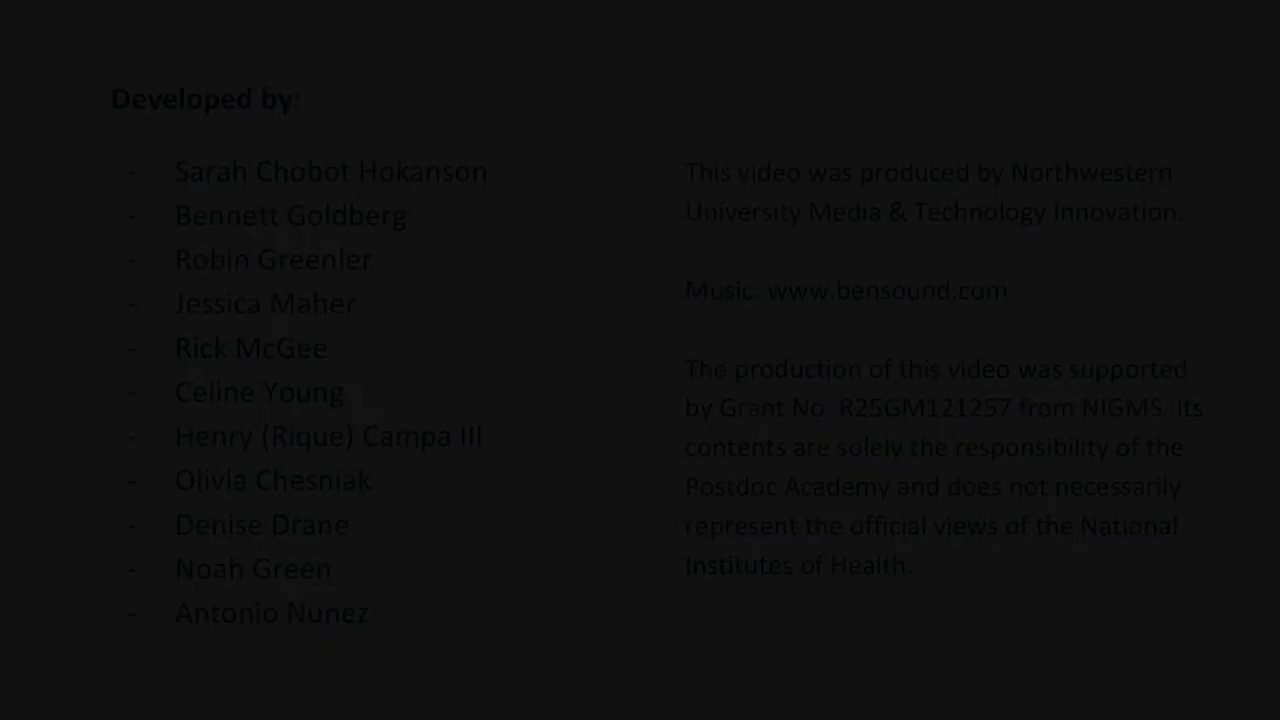 Developed by:
- Sarah Chobot Hokanson
- Bennett Goldberg
- Robin Greenler
- Jessica Maher
- Rick McGee
- Celine Young
- Henry (Rique) Campa III
- Olivia Chesniak
- Denise Drane
- Noah Green
- Antonio Nunez
This video was produced by Northwestern
University Media & Technology Innovation.
Music: www.bensound.com
The production of this video was supported
by Grant No. R25GM121257 from NIGMS. Its
contents are solely the responsibility of the
Postdoc Academy and does not necessarily
represent the official views of the National
Institutes of Health.